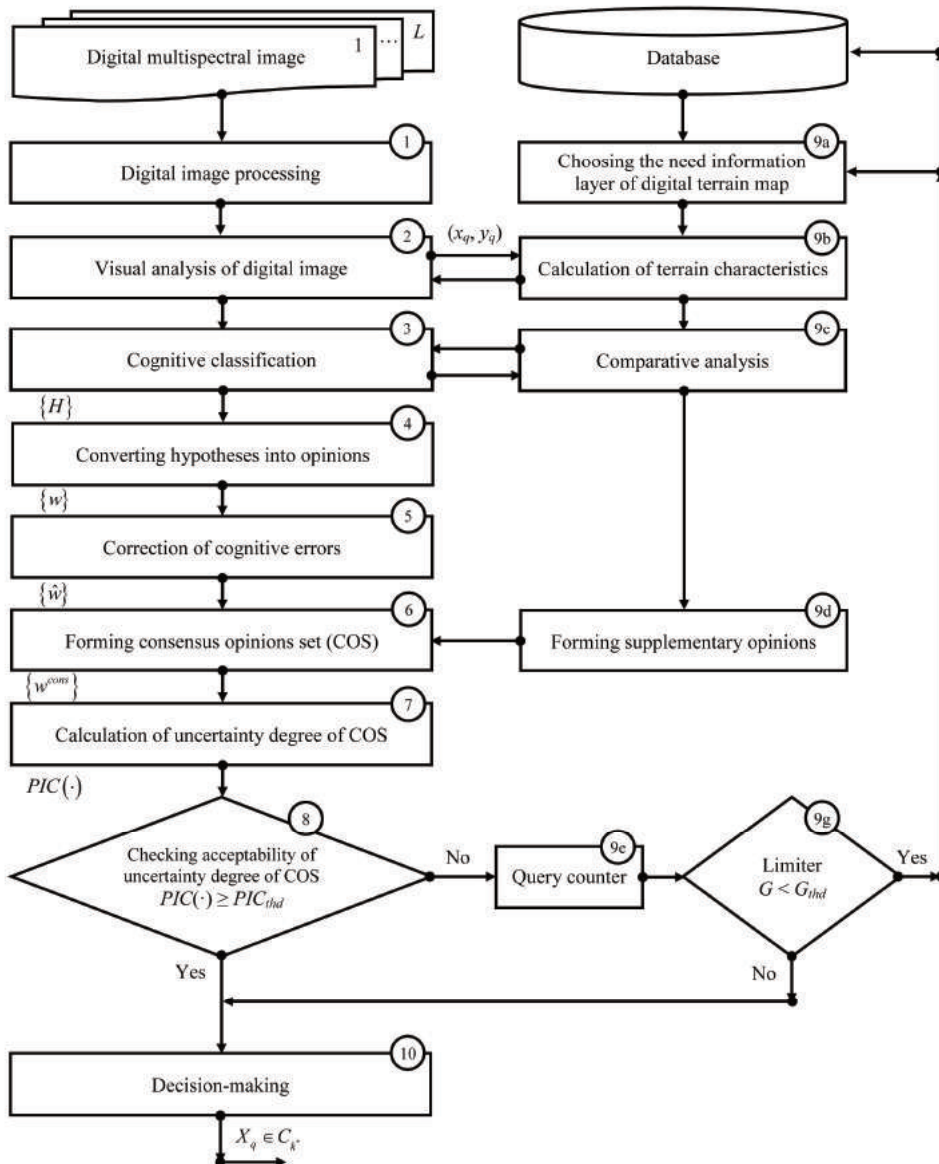 1 ... L
Digital multispectral image
Database
1
Digital image processing
9a
Choosing the need information
layer of digital terrain map
2
Visual analysis of digital image
(x_q, y_q)
9b
Calculation of terrain characteristics
3
Cognitive classification
9c
Comparative analysis
{H}
4
Converting hypotheses into opinions
{w}
5
Correction of cognitive errors
{ŵ}
6
Forming consensus opinions set (COS)
9d
Forming supplementary opinions
{w^cons}
7
Calculation of uncertainty degree of COS
PIC(·)
8
Checking acceptability of
uncertainty degree of COS
PIC(·) ≥ PIC_thd
No
9e
Query counter
9g
Limiter
G < G_thd
Yes
Yes
No
10
Decision-making
X_q ∈ C_k*